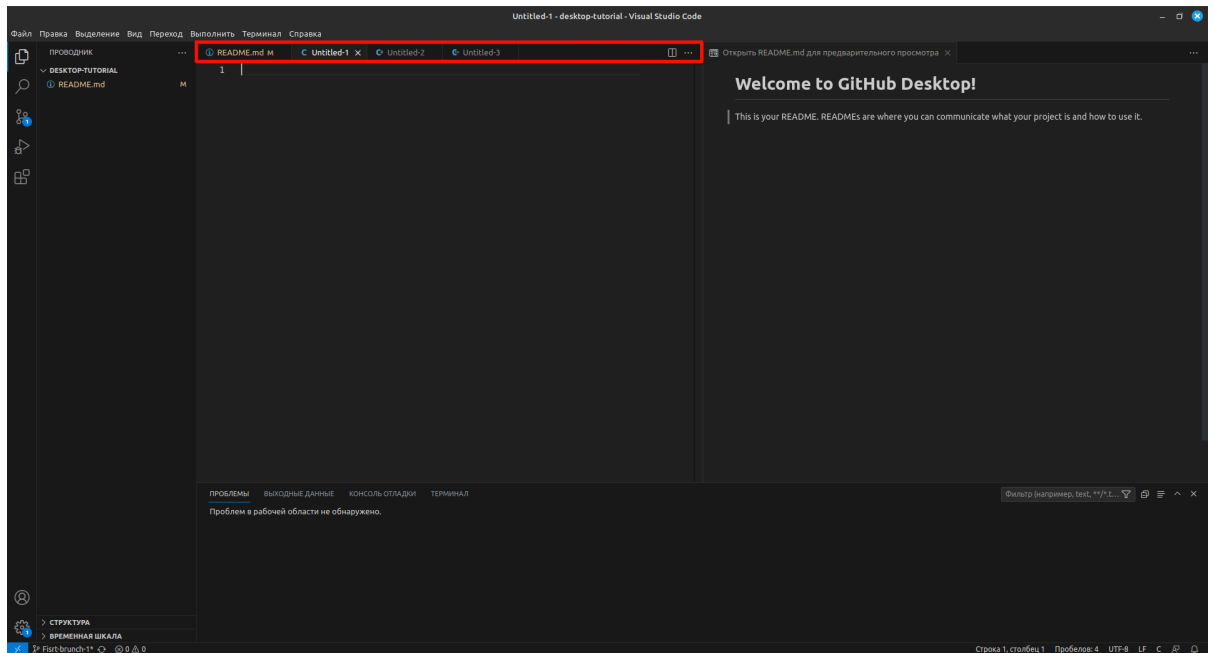 Untitled-1 - desktop-tutorial - Visual Studio Code
Файл Правка Выделение Вид Переход Выполнить Терминал Справка
ПРОВОДНИК
DESKTOP-TUTORIAL
README.md M
README.md M Untitled-1 Untitled-2 Untitled-3
1
Открыть README.md для предварительного просмотра
Welcome to GitHub Desktop!
This is your README. READMEs are where you can communicate what your project is and how to use it.
ПРОБЛЕМЫ ВЫХОДНЫЕ ДАННЫЕ КОНСОЛЬ ОТЛАДКИ ТЕРМИНАЛ
Фильтр (например, text, **/*.t...
Проблем в рабочей области не обнаружено.
СТРУКТУРА
ВРЕМЕННАЯ ШКАЛА
Fisrt-brunch-1* 0 0
Строка 1, столбец 1 Пробелов: 4 UTF-8 LF C